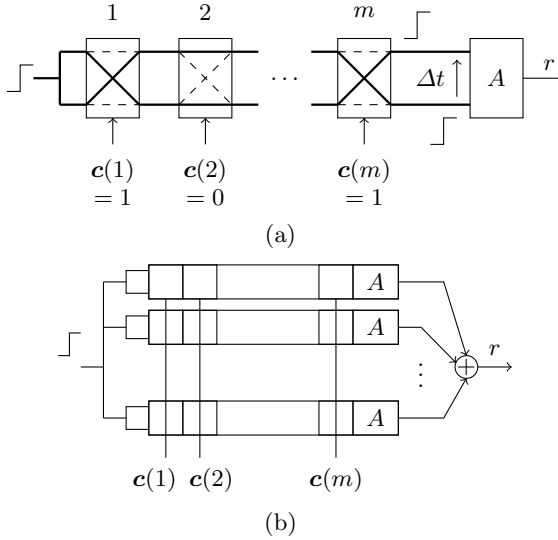 1 2 m
… Δt A r
c(1) c(2) c(m)
= 1 = 0 = 1
(a)
A
A
⋮ + r
A
c(1) c(2) c(m)
(b)